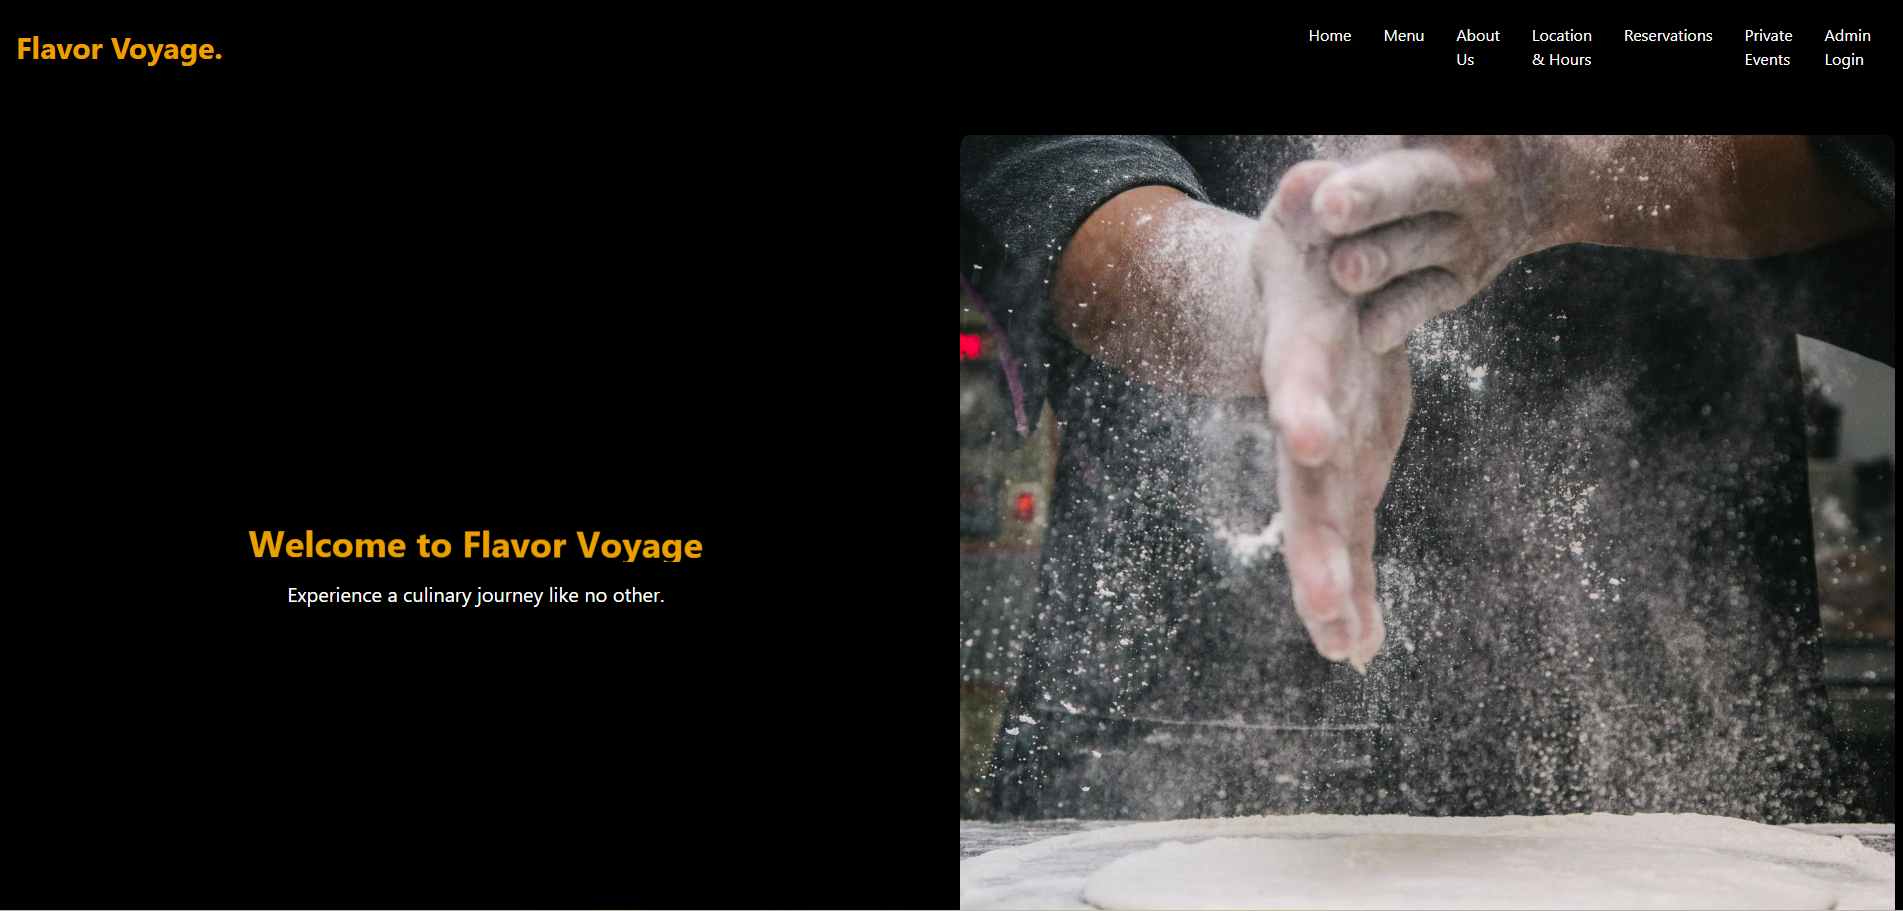 Flavor Voyage.
Home
Menu
About
Us
Location
& Hours
Reservations
Private
Events
Admin
Login
Welcome to Flavor Voyage
Experience a culinary journey like no other.